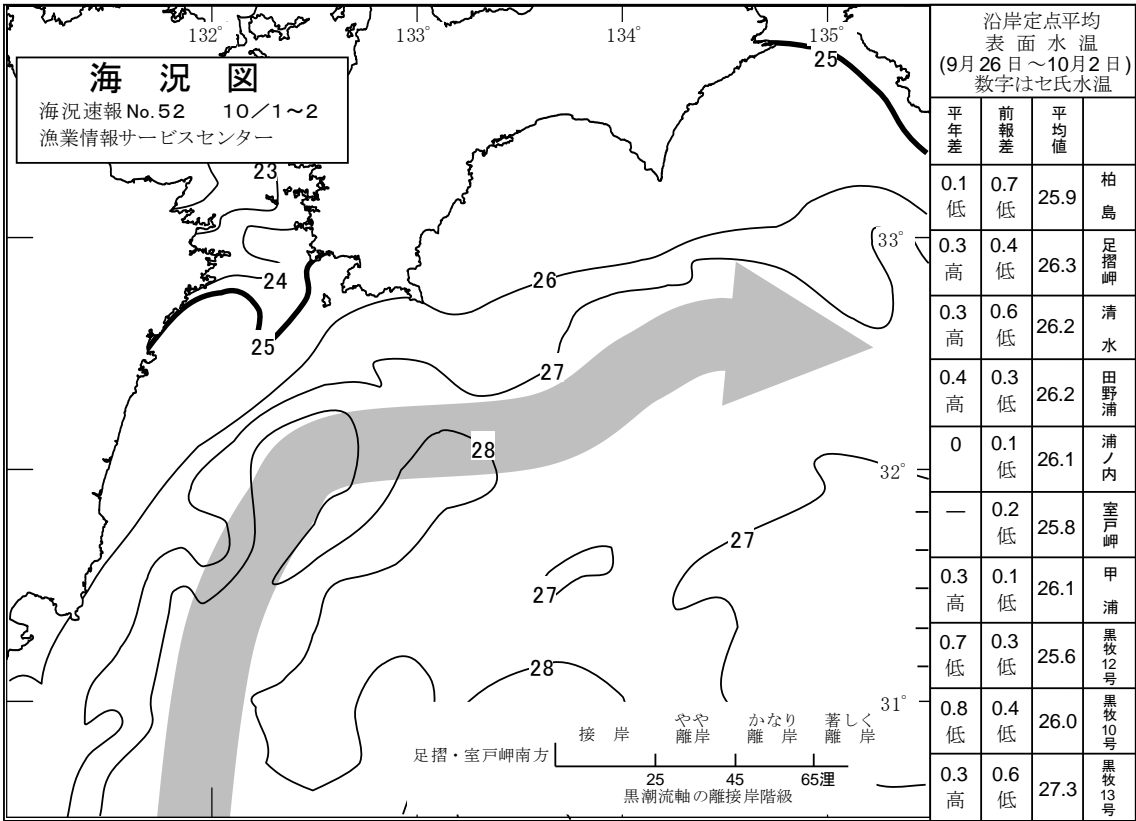 132°
133°
134°
135°
海 況 図
海況速報No.52 10／1～2
漁業情報サービスセンター
25
23
33°
24
26
25
27
28
32°
27
27
28
31°
足摺・室戸岬南方
接 岸
やや離岸
かなり離 岸
著しく離 岸
25 45 65浬
黒潮流軸の離接岸階級
沿岸定点平均
表 面 水 温
(9月26日～10月2日)
数字はセ氏水温
平年差 前報差 平均値
0.1低 0.7低 25.9 柏島
0.3高 0.4低 26.3 足摺岬
0.3高 0.6低 26.2 清水
0.4高 0.3低 26.2 田野浦
0 0.1低 26.1 浦ノ内
― 0.2低 25.8 室戸岬
0.3高 0.1低 26.1 甲浦
0.7低 0.3低 25.6 黒牧12号
0.8低 0.4低 26.0 黒牧10号
0.3高 0.6低 27.3 黒牧13号